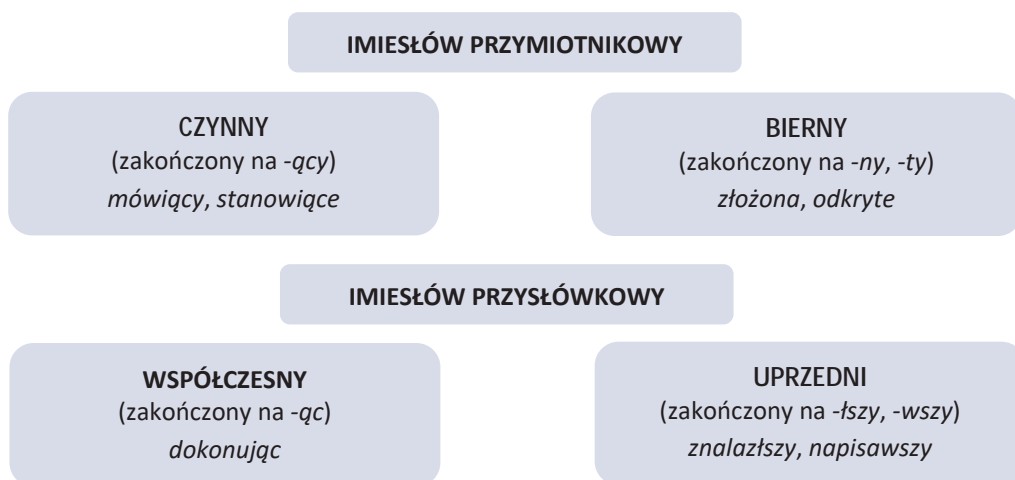 IMIESŁÓW PRZYMIOTNIKOWY
CZYNNY
(zakończony na -ący)
mówiący, stanowiące
BIERNY
(zakończony na -ny, -ty)
złożona, odkryte
IMIESŁÓW PRZYSŁÓWKOWY
WSPÓŁCZESNY
(zakończony na -ąc)
dokonując
UPRZEDNI
(zakończony na -łszy, -wszy)
znalazłszy, napisawszy